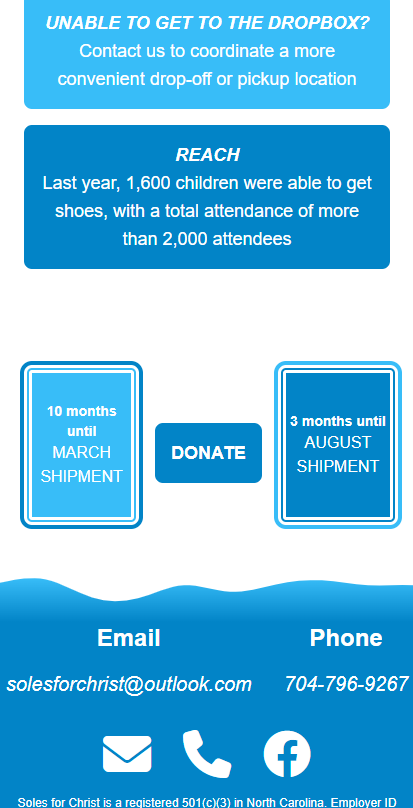 UNABLE TO GET TO THE DROPBOX?
Contact us to coordinate a more
convenient drop-off or pickup location
REACH
Last year, 1,600 children were able to get
shoes, with a total attendance of more
than 2,000 attendees
10 months
until
MARCH
SHIPMENT
DONATE
3 months until
AUGUST
SHIPMENT
Email
solesforchrist@outlook.com
Phone
704-796-9267
Soles for Christ is a registered 501(c)(3) in North Carolina. Employer ID